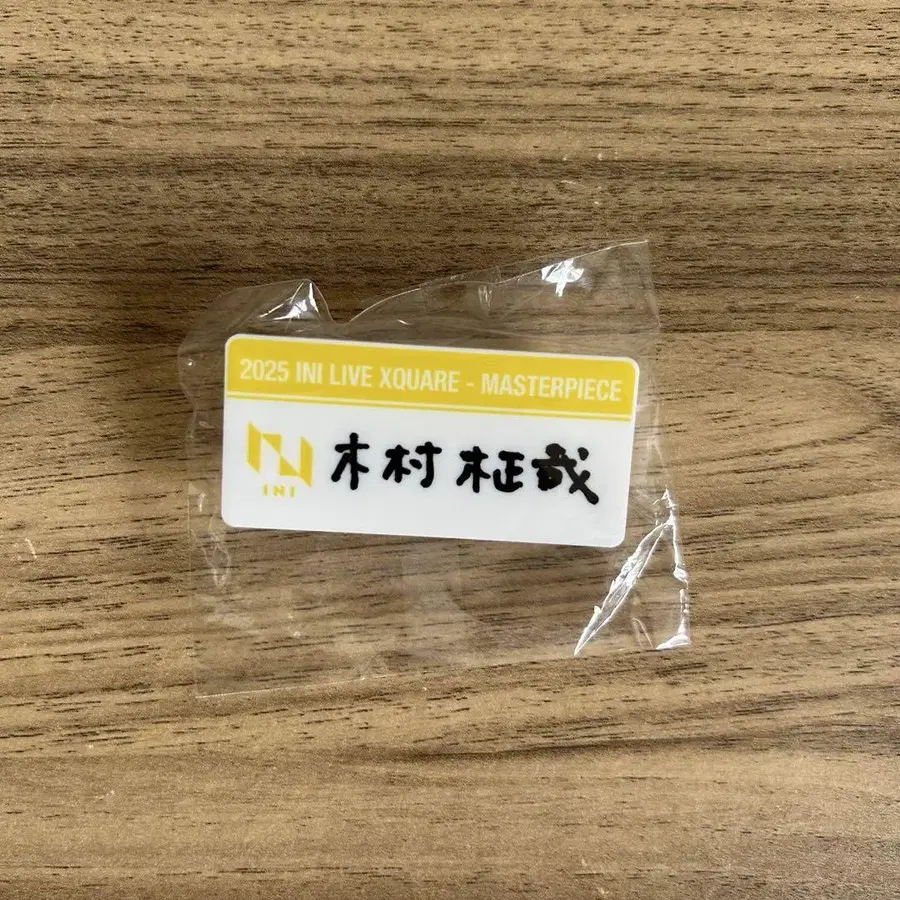 2025 INI LIVE XQUARE - MASTERPIECE
INI
木村 柾哉